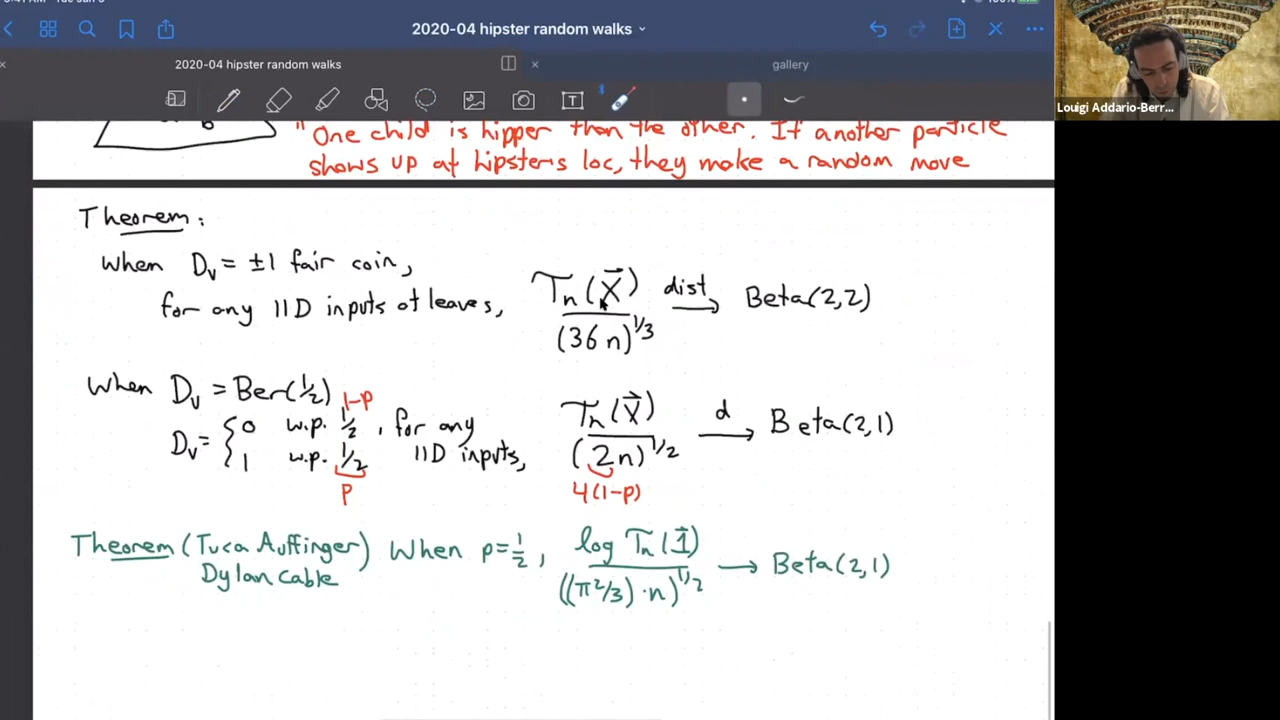 2020-04 hipster random walks
2020-04 hipster random walks
gallery
Louigi Addario-Berr...
"One child is hipper than the other. If another particle
shows up at hipster's loc, they make a random move
Theorem:
When D_v = ±1 fair coin,
for any IID inputs at leaves,
T_n(X⃗) / (36n)^{1/3} dist→ Beta(2,2)
When D_v = Ber(1/2)
1-p
D_v = { 0 w.p. 1/2, for any
1 w.p. 1/2 IID inputs,
p
T_n(X⃗) / (2n)^{1/2} d→ Beta(2,1)
4(1-p)
Theorem (Tuca Auffinger) When p=1/2, log T_n(1⃗) / ((π²/3)·n)^{1/2} → Beta(2,1)
Dylan Cable